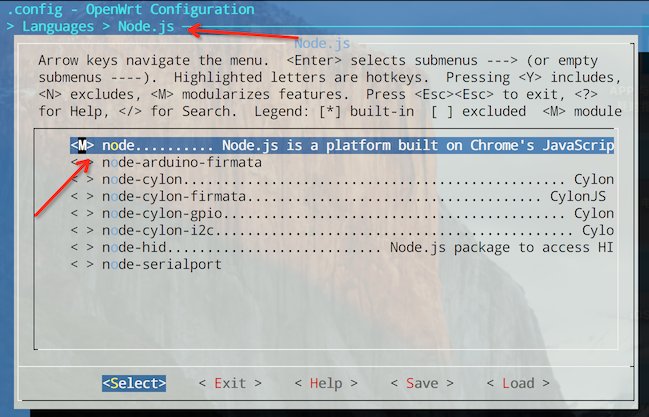 .config - OpenWrt Configuration
> Languages > Node.js
Node.js
Arrow keys navigate the menu.  <Enter> selects submenus ---> (or empty
submenus ----).  Highlighted letters are hotkeys.  Pressing <Y> includes,
<N> excludes, <M> modularizes features.  Press <Esc><Esc> to exit, <?>
for Help, </> for Search.  Legend: [*] built-in  [ ] excluded  <M> module
<M> node.......... Node.js is a platform built on Chrome's JavaScrip
< > node-arduino-firmata
< > node-cylon............................................... Cylon
< > node-cylon-firmata.................................... CylonJS
< > node-cylon-gpio.......................................... Cylon
< > node-cylon-i2c............................................ Cylo
< > node-hid.......................... Node.js package to access HI
< > node-serialport
<Select>    < Exit >    < Help >    < Save >    < Load >